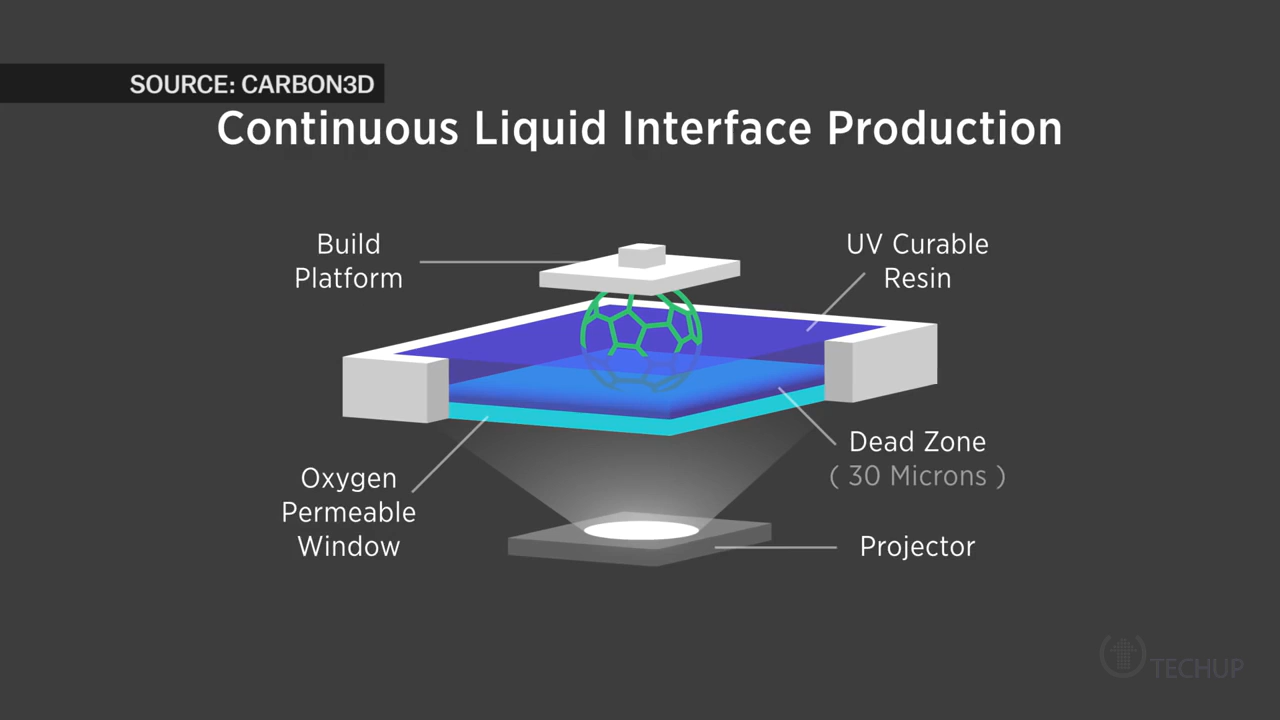 SOURCE: CARBON3D
Continuous Liquid Interface Production
Build
Platform
UV Curable
Resin
Dead Zone
( 30 Microns )
Oxygen
Permeable
Window
Projector
TECHUP